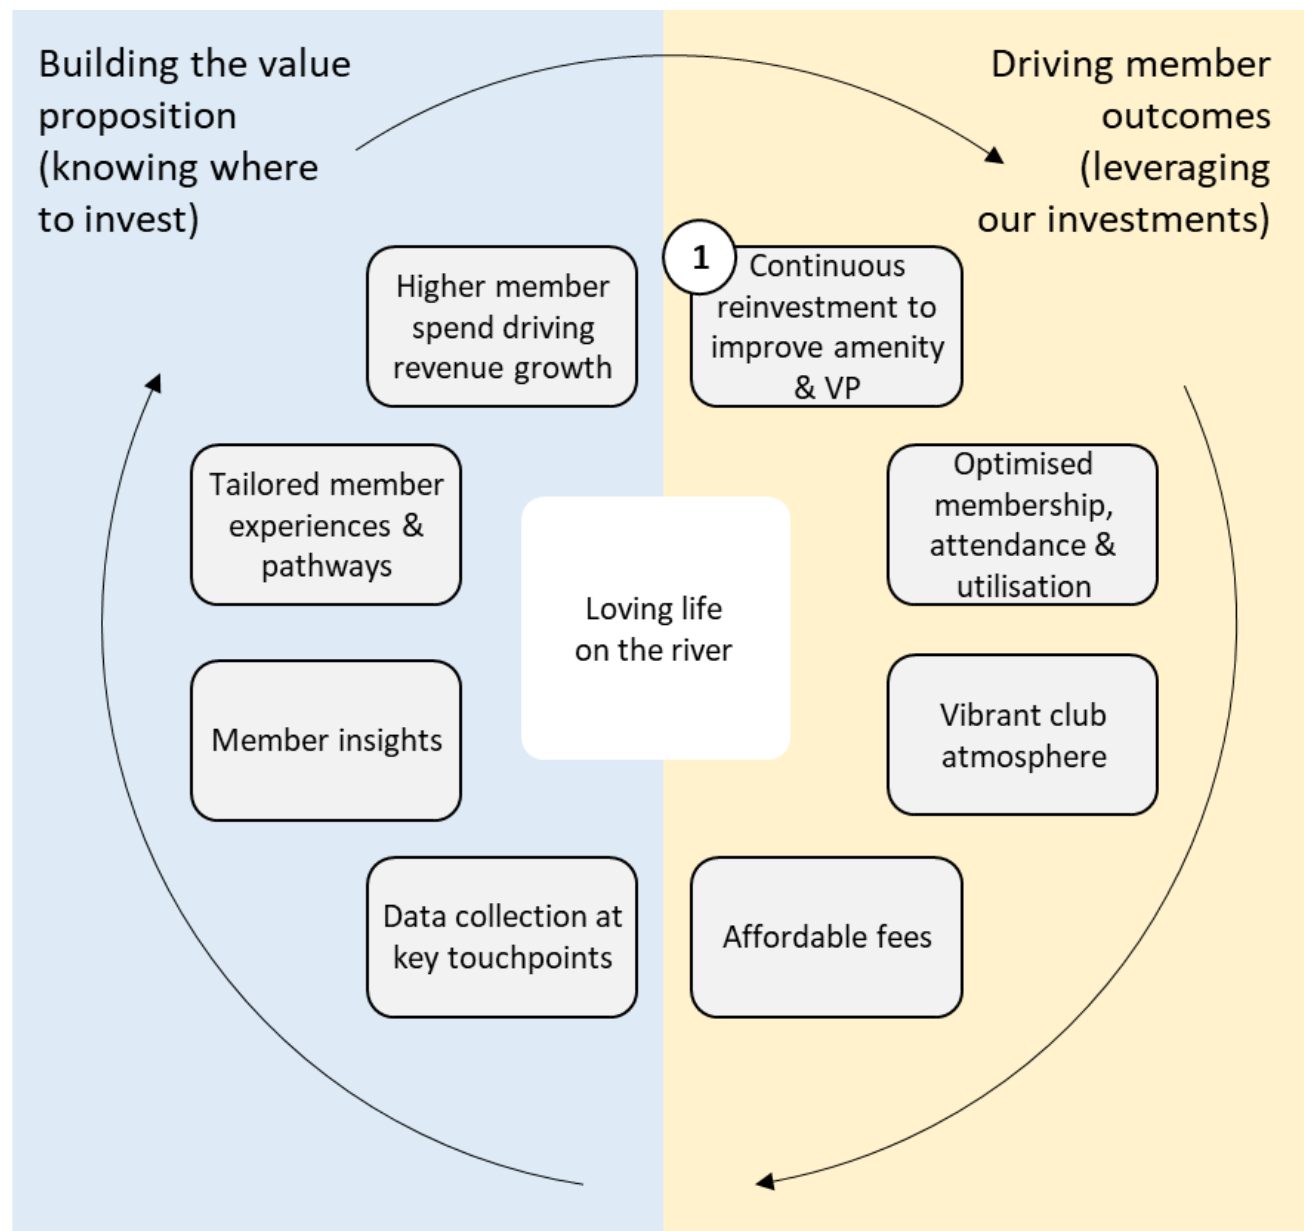 Building the value
proposition
(knowing where
to invest)
Driving member
outcomes
(leveraging
our investments)
Higher member
spend driving
revenue growth
1
Continuous
reinvestment to
improve amenity
& VP
Tailored member
experiences &
pathways
Optimised
membership,
attendance &
utilisation
Loving life
on the river
Member insights
Vibrant club
atmosphere
Data collection at
key touchpoints
Affordable fees